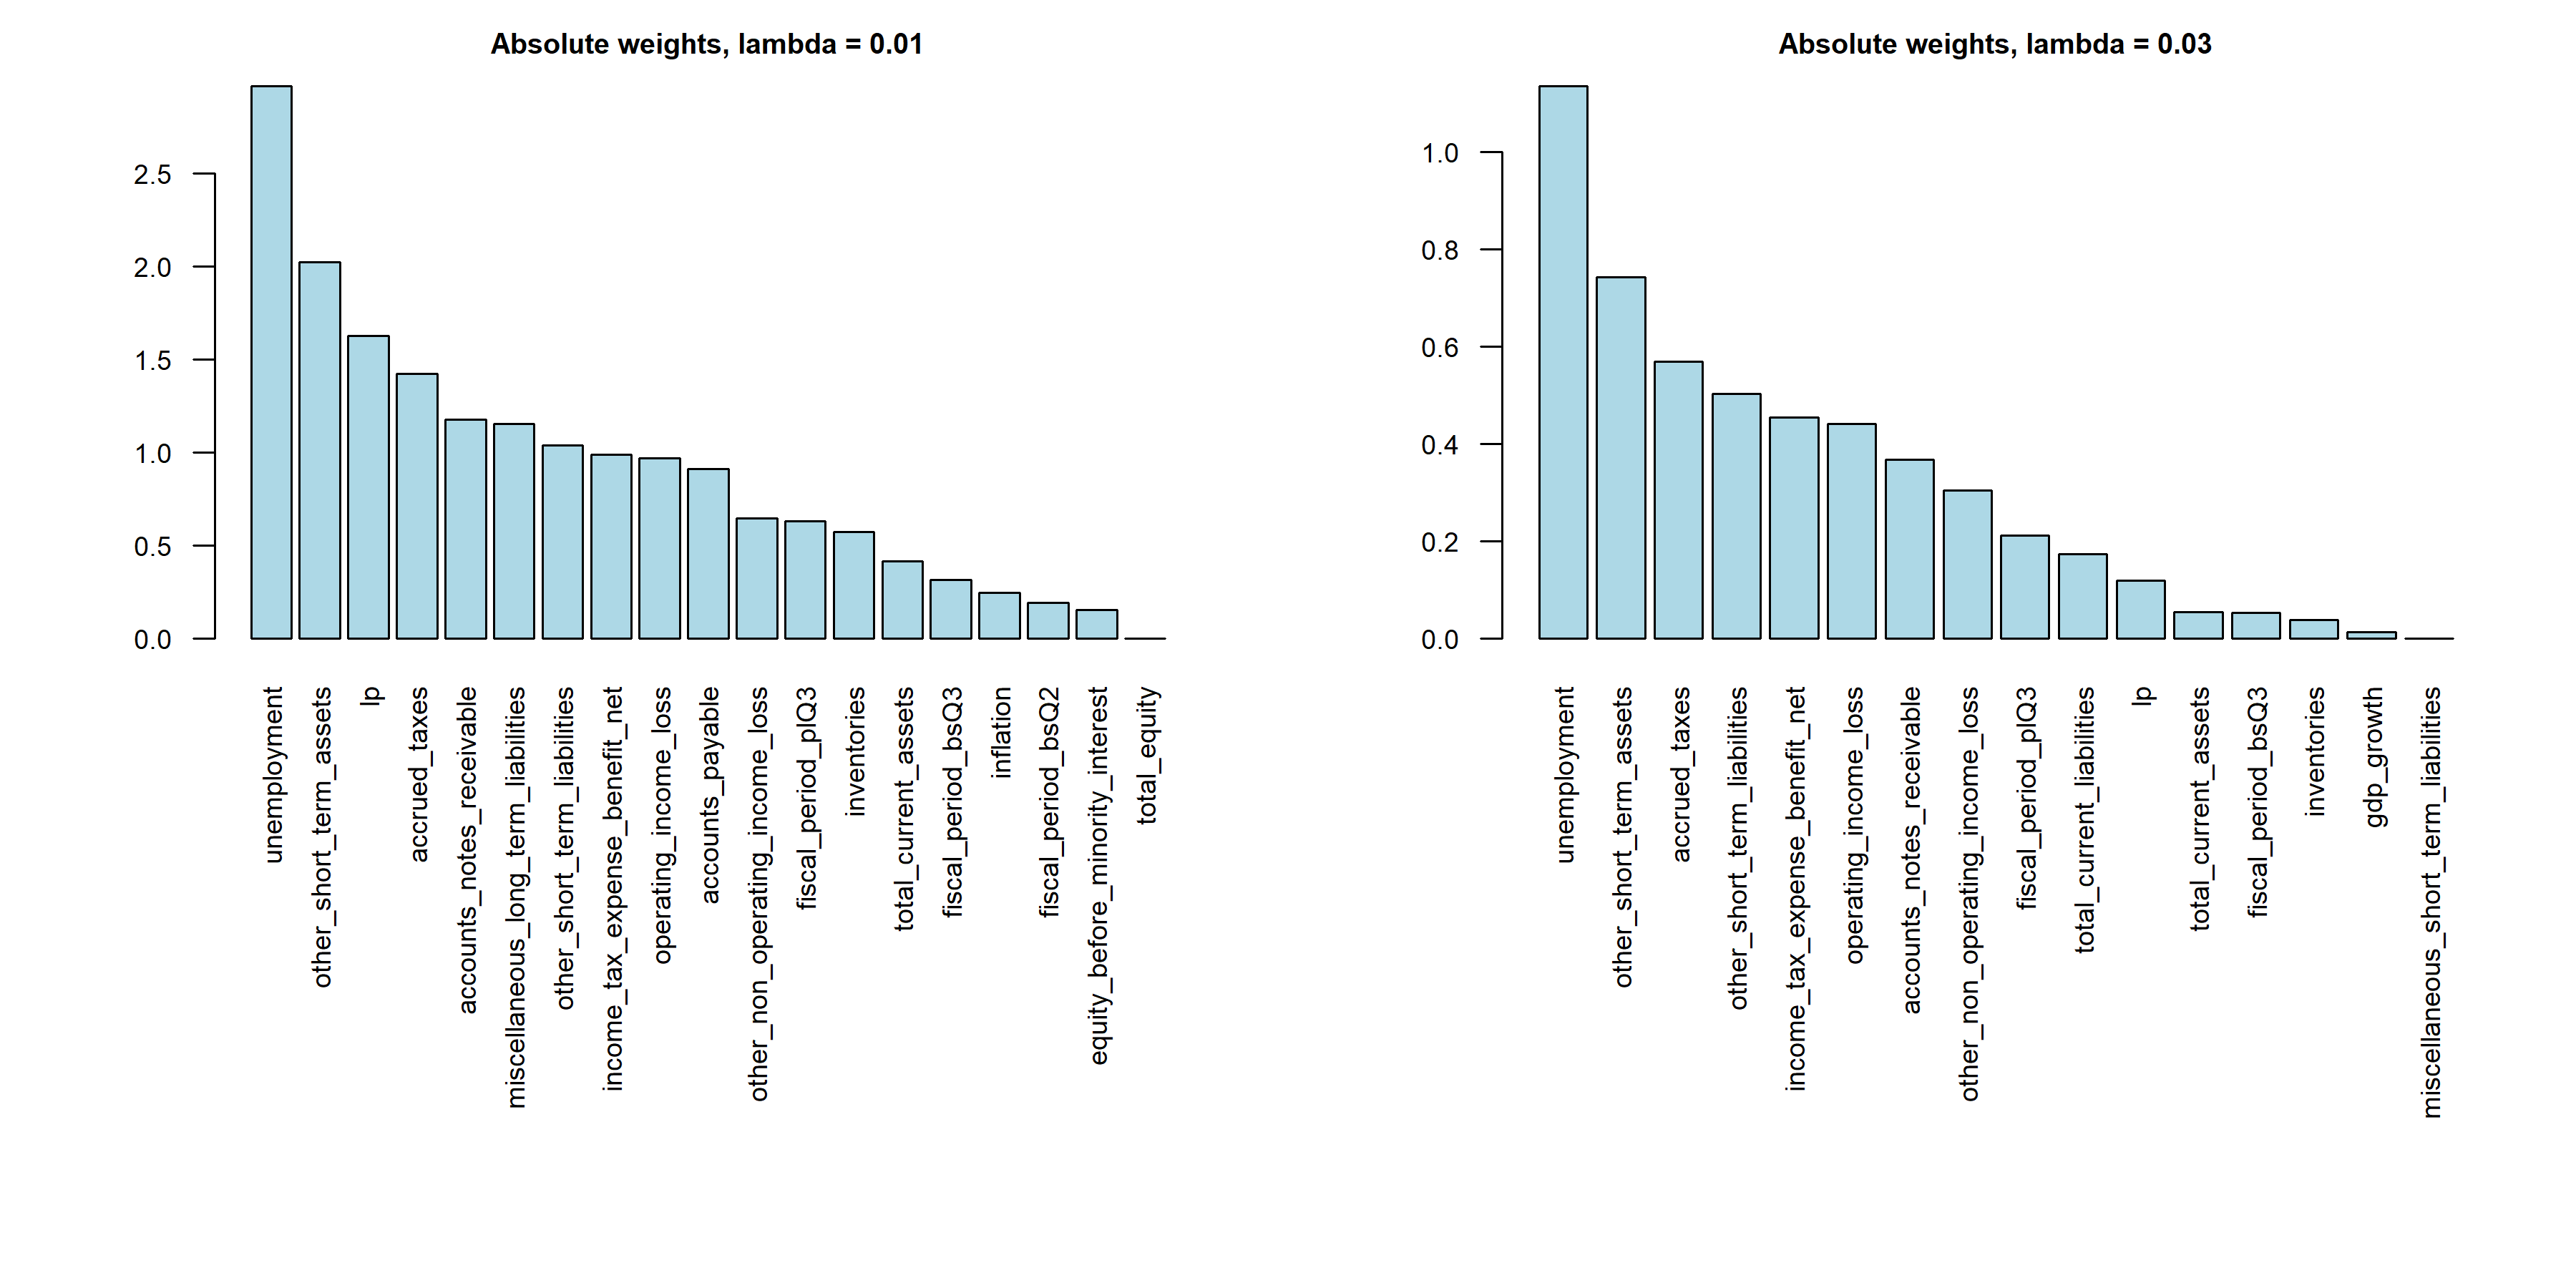 Absolute weights, lambda = 0.01
2.5
2.0
1.5
1.0
0.5
0.0
unemployment
other_short_term_assets
lp
accrued_taxes
accounts_notes_receivable
miscellaneous_long_term_liabilities
other_short_term_liabilities
income_tax_expense_benefit_net
operating_income_loss
accounts_payable
other_non_operating_income_loss
fiscal_period_plQ3
inventories
total_current_assets
fiscal_period_bsQ3
inflation
fiscal_period_bsQ2
equity_before_minority_interest
total_equity
Absolute weights, lambda = 0.03
1.0
0.8
0.6
0.4
0.2
0.0
unemployment
other_short_term_assets
accrued_taxes
other_short_term_liabilities
income_tax_expense_benefit_net
operating_income_loss
accounts_notes_receivable
other_non_operating_income_loss
fiscal_period_plQ3
total_current_liabilities
lp
total_current_assets
fiscal_period_bsQ3
inventories
gdp_growth
miscellaneous_short_term_liabilities